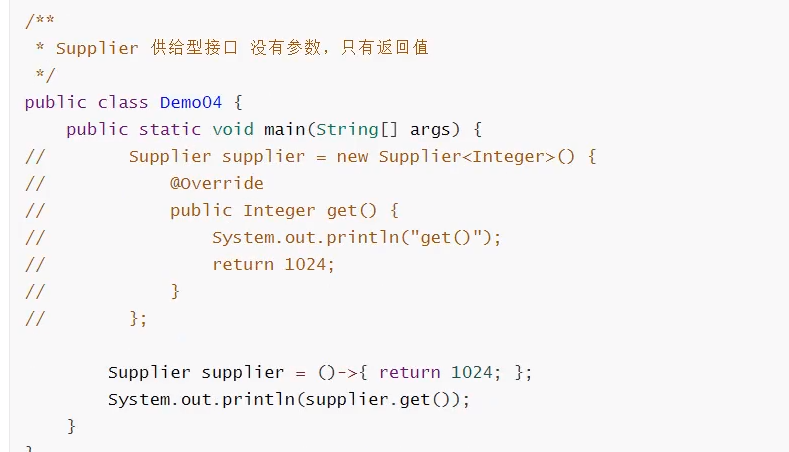 /**
 * Supplier 供给型接口 没有参数，只有返回值
 */
public class Demo04 {
    public static void main(String[] args) {
//        Supplier supplier = new Supplier<Integer>() {
//            @Override
//            public Integer get() {
//                System.out.println("get()");
//                return 1024;
//            }
//        };
        Supplier supplier = ()->{ return 1024; };
        System.out.println(supplier.get());
    }
}